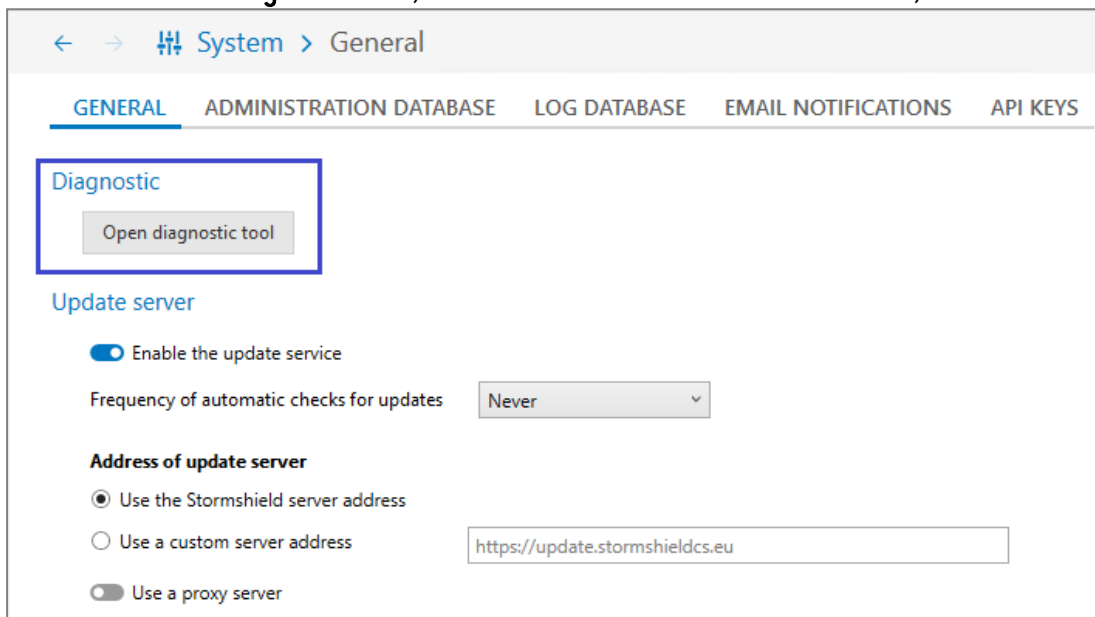 System > General
GENERAL ADMINISTRATION DATABASE LOG DATABASE EMAIL NOTIFICATIONS API KEYS
Diagnostic
Open diagnostic tool
Update server
Enable the update service
Frequency of automatic checks for updates Never
Address of update server
Use the Stormshield server address
Use a custom server address https://update.stormshieldcs.eu
Use a proxy server